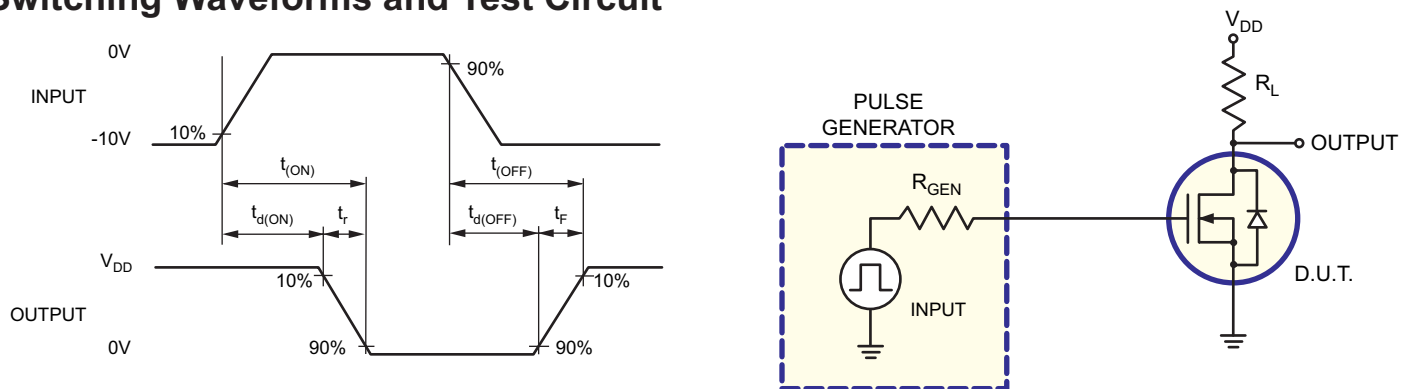 Switching Waveforms and Test Circuit
0V
INPUT
-10V
10%
90%
t(ON)
t(OFF)
td(ON)
tr
td(OFF)
tF
VDD
OUTPUT
0V
10%
90%
90%
10%
PULSE
GENERATOR
RGEN
INPUT
VDD
RL
OUTPUT
D.U.T.